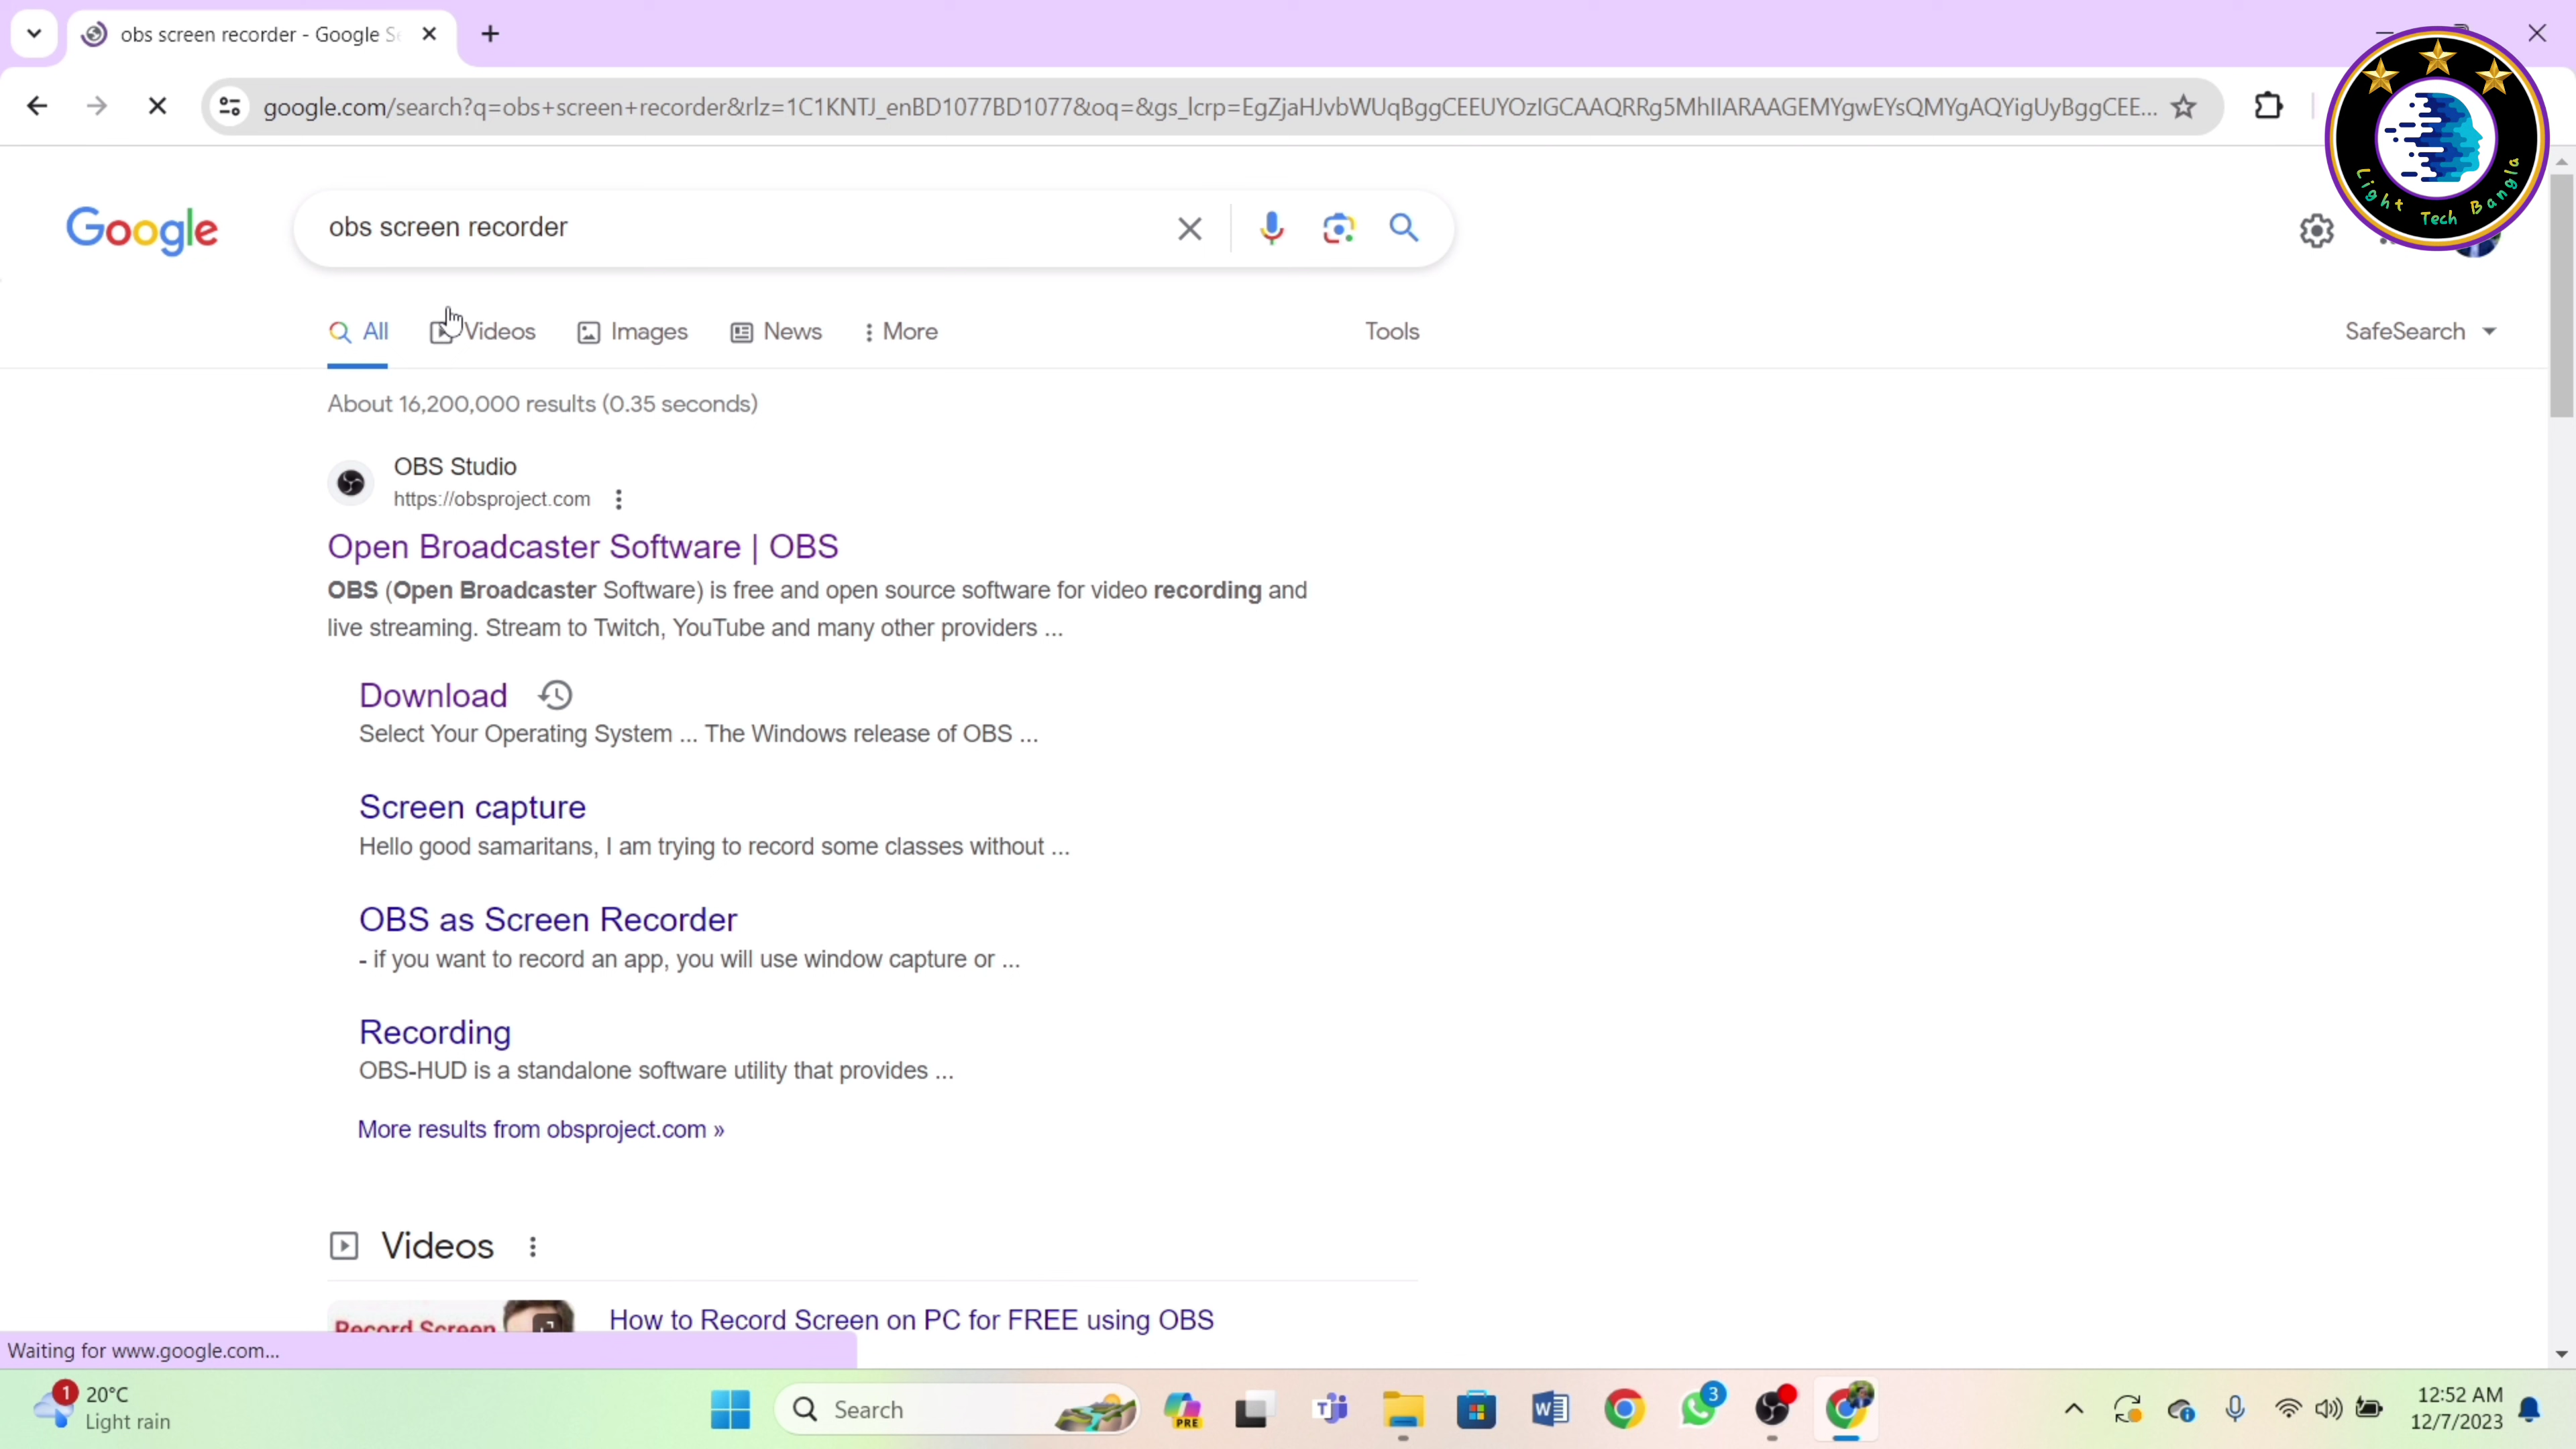 obs screen recorder - Google Se
google.com/search?q=obs+screen+recorder&rlz=1C1KNTJ_enBD1077BD1077&oq=&gs_lcrp=EgZjaHJvbWUqBggCEEUYOzIGCAAQRRg5MhIIARAAGEMYgwEYsQMYgAQYigUyBggCEE...
Light Tech Bangla
Google
obs screen recorder
All
Videos
Images
News
More
Tools
SafeSearch
About 16,200,000 results (0.35 seconds)
OBS Studio
https://obsproject.com
Open Broadcaster Software | OBS
OBS (Open Broadcaster Software) is free and open source software for video recording and
live streaming. Stream to Twitch, YouTube and many other providers ...
Download
Select Your Operating System ... The Windows release of OBS ...
Screen capture
Hello good samaritans, I am trying to record some classes without ...
OBS as Screen Recorder
- if you want to record an app, you will use window capture or ...
Recording
OBS-HUD is a standalone software utility that provides ...
More results from obsproject.com »
Videos
Record Screen
How to Record Screen on PC for FREE using OBS
Waiting for www.google.com...
1
20°C
Light rain
Search
PRE
3
12:52 AM
12/7/2023